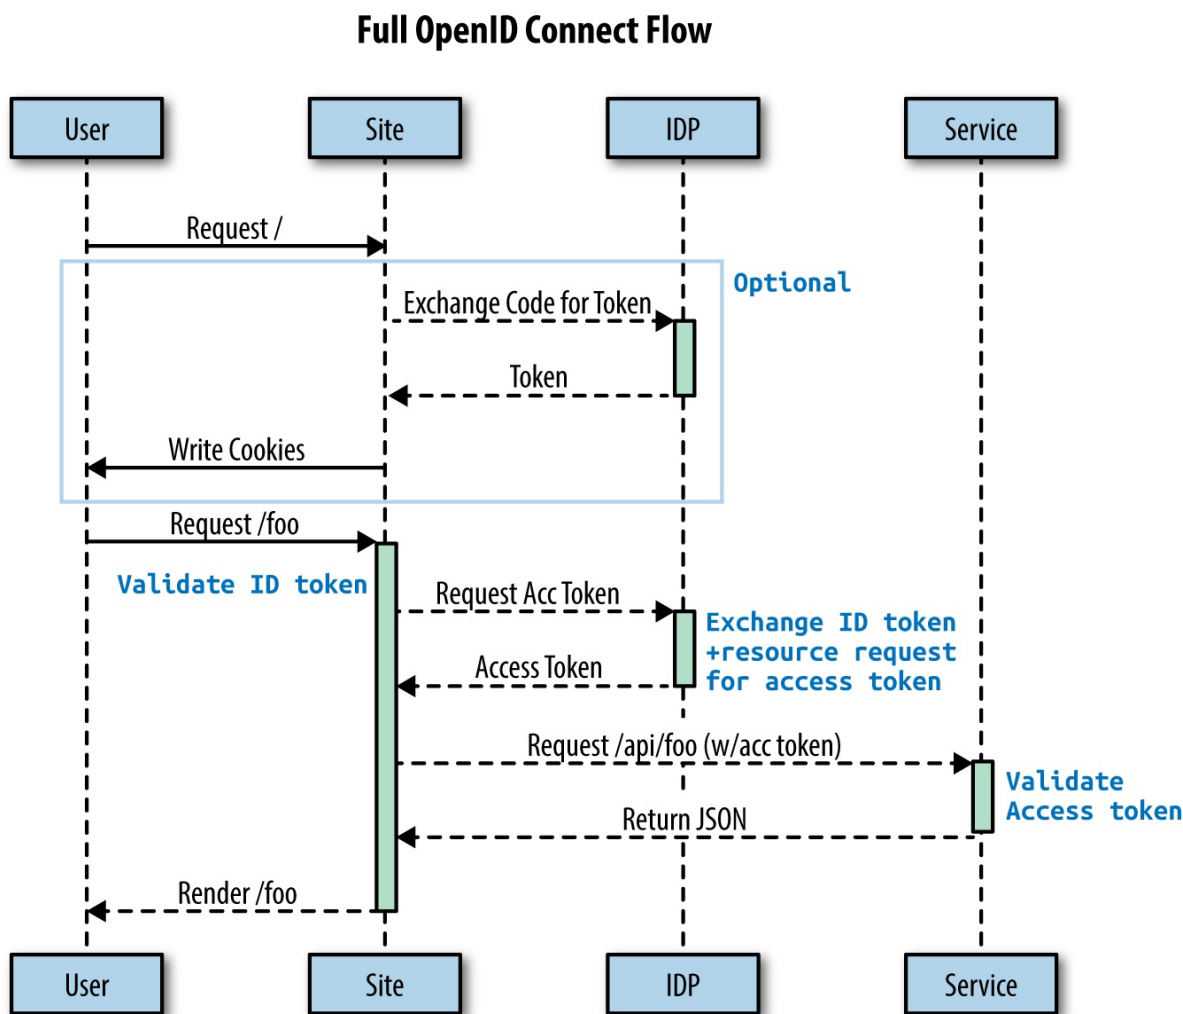 Full OpenID Connect Flow
User
Site
IDP
Service
Request /
Optional
Exchange Code for Token
Token
Write Cookies
Request /foo
Validate ID token
Request Acc Token
Exchange ID token
+resource request
for access token
Access Token
Request /api/foo (w/acc token)
Validate
Access token
Return JSON
Render /foo
User
Site
IDP
Service